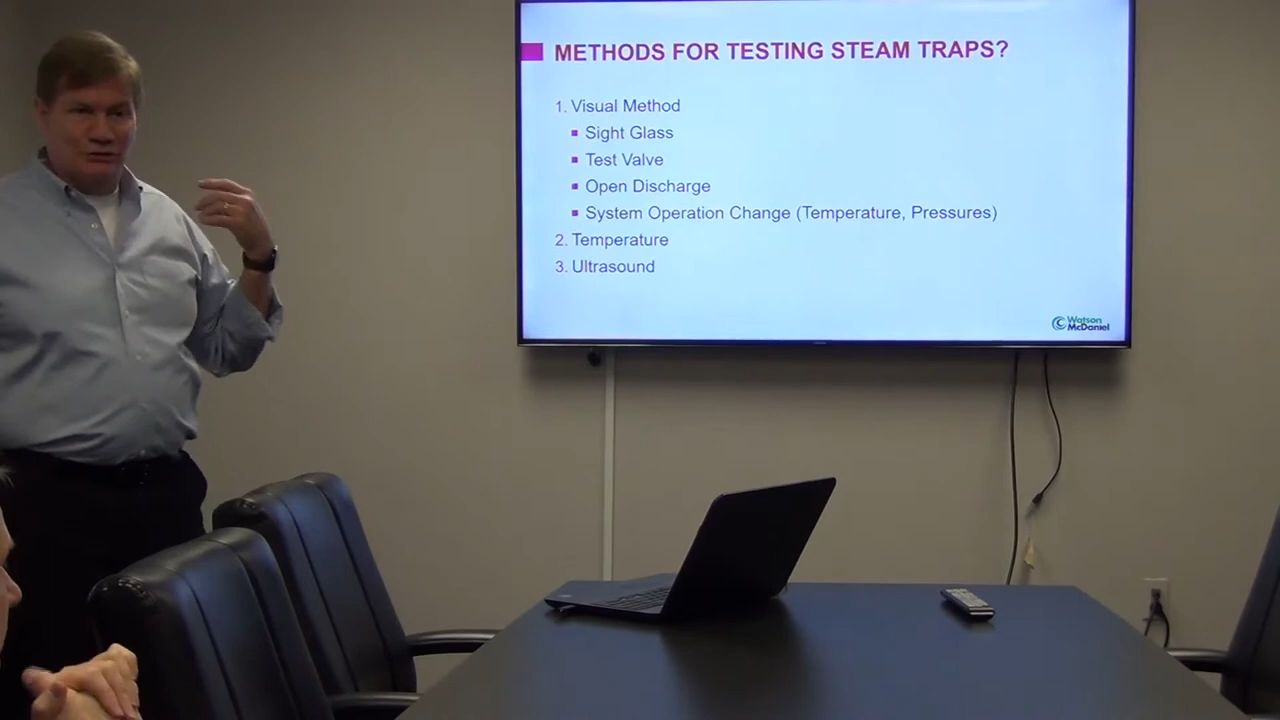 METHODS FOR TESTING STEAM TRAPS?
1. Visual Method
▪ Sight Glass
▪ Test Valve
▪ Open Discharge
▪ System Operation Change (Temperature, Pressures)
2. Temperature
3. Ultrasound
Watson
McDaniel